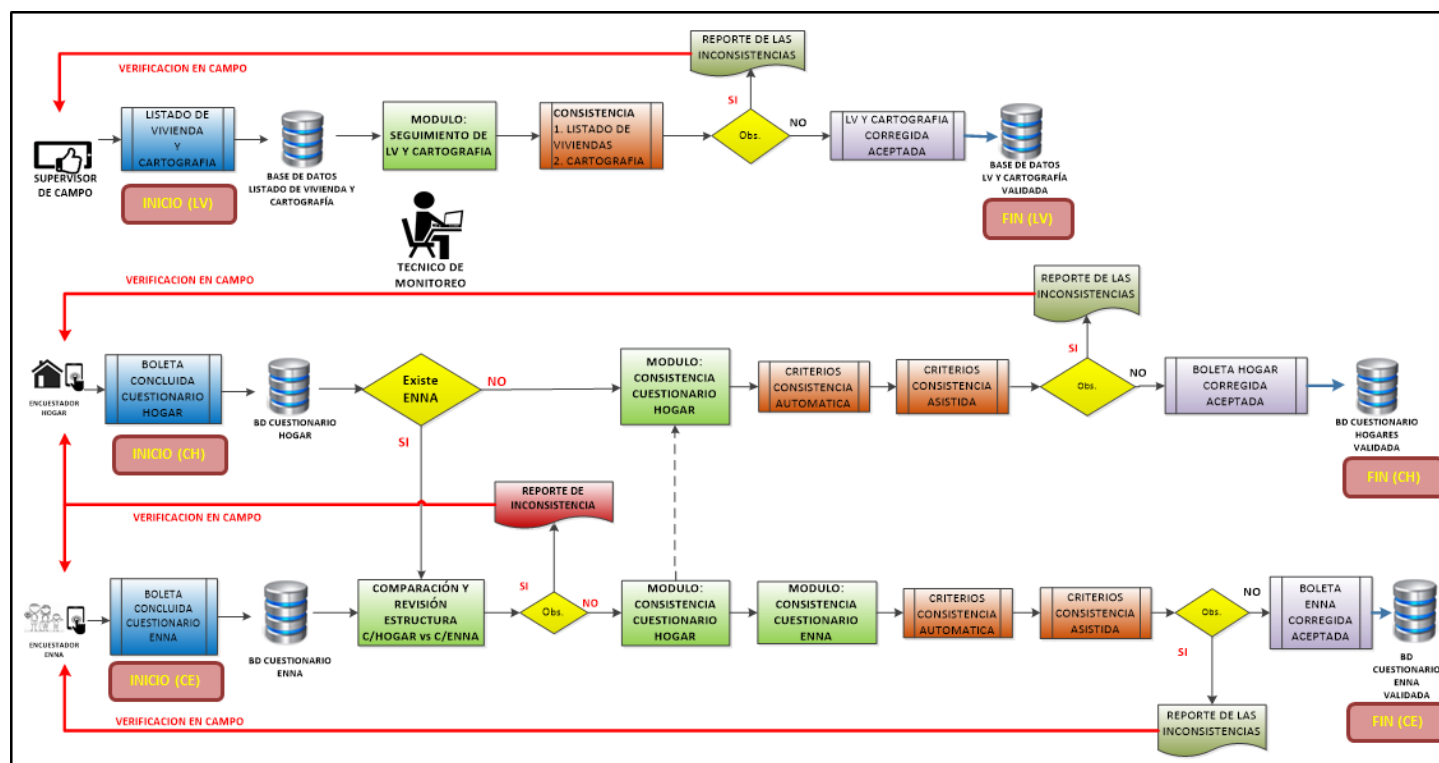 REPORTE DE LAS
INCONSISTENCIAS
VERIFICACION EN CAMPO
SI
LISTADO DE
VIVIENDA
Y
CARTOGRAFIA
MODULO:
SEGUIMIENTO DE
LV Y CARTOGRAFIA
CONSISTENCIA
1. LISTADO DE
VIVIENDAS
2. CARTOGRAFIA
Obs.
NO
LV Y CARTOGRAFIA
CORREGIDA
ACEPTADA
SUPERVISOR
DE CAMPO
BASE DE DATOS
LISTADO DE VIVIENDA Y
CARTOGRAFÍA
BASE DE DATOS
LV Y CARTOGRAFÍA
VALIDADA
INICIO (LV)
FIN (LV)
TECNICO DE
MONITOREO
VERIFICACION EN CAMPO
REPORTE DE LAS
INCONSISTENCIAS
SI
BOLETA
CONCLUIDA
CUESTIONARIO
HOGAR
Existe
ENNA
NO
MODULO:
CONSISTENCIA
CUESTIONARIO
HOGAR
CRITERIOS
CONSISTENCIA
AUTOMATICA
CRITERIOS
CONSISTENCIA
ASISTIDA
Obs.
NO
BOLETA HOGAR
CORREGIDA
ACEPTADA
ENCUESTADOR
HOGAR
BD CUESTIONARIO
HOGAR
BD CUESTIONARIO
HOGARES
VALIDADA
INICIO (CH)
SI
FIN (CH)
REPORTE DE
INCONSISTENCIA
VERIFICACION EN CAMPO
BOLETA
CONCLUIDA
CUESTIONARIO
ENNA
COMPARACIÓN Y
REVISIÓN
ESTRUCTURA
C/HOGAR vs C/ENNA
SI
Obs.
NO
MODULO:
CONSISTENCIA
CUESTIONARIO
HOGAR
MODULO:
CONSISTENCIA
CUESTIONARIO
ENNA
CRITERIOS
CONSISTENCIA
AUTOMATICA
CRITERIOS
CONSISTENCIA
ASISTIDA
Obs.
NO
BOLETA
ENNA
CORREGIDA
ACEPTADA
ENCUESTADOR
ENNA
BD CUESTIONARIO
ENNA
BD
CUESTIONARIO
ENNA
VALIDADA
INICIO (CE)
SI
FIN (CE)
VERIFICACION EN CAMPO
REPORTE DE LAS
INCONSISTENCIAS